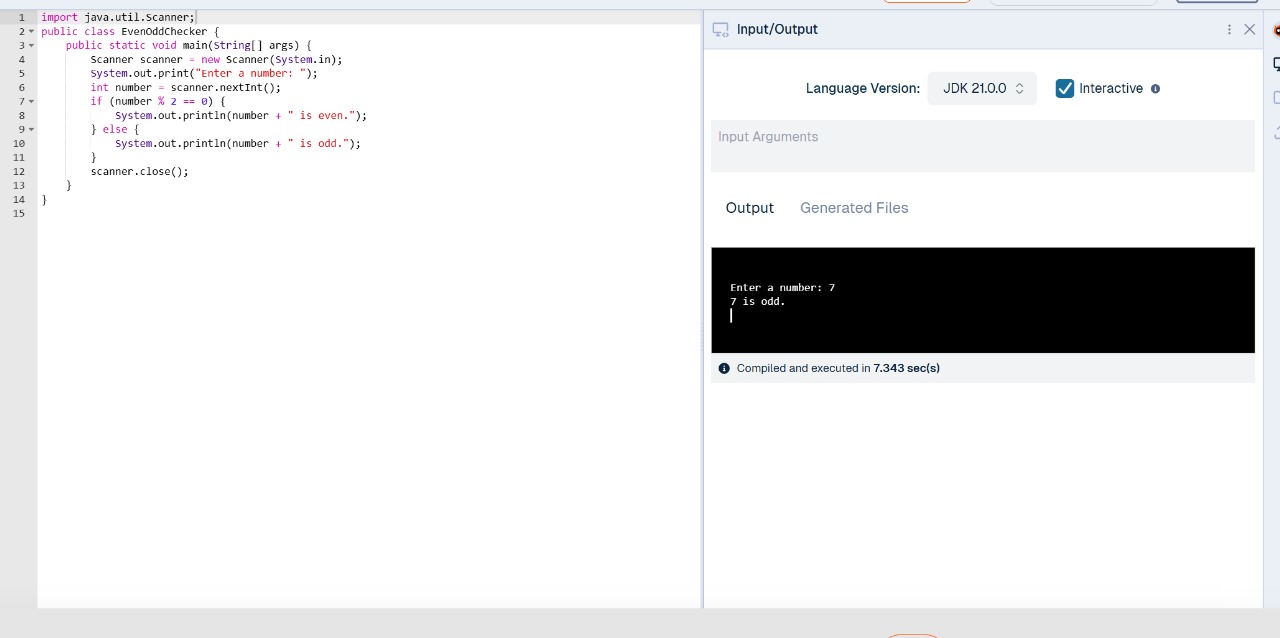 1 import java.util.Scanner;
2 public class EvenOddChecker {
3 public static void main(String[] args) {
4 Scanner scanner = new Scanner(System.in);
5 System.out.print("Enter a number: ");
6 int number = scanner.nextInt();
7 if (number % 2 == 0) {
8 System.out.println(number + " is even.");
9 } else {
10 System.out.println(number + " is odd.");
11 }
12 scanner.close();
13 }
14 }
15
Input/Output
Language Version: JDK 21.0.0 Interactive
Input Arguments
Output Generated Files
Enter a number: 7
7 is odd.
Compiled and executed in 7.343 sec(s)